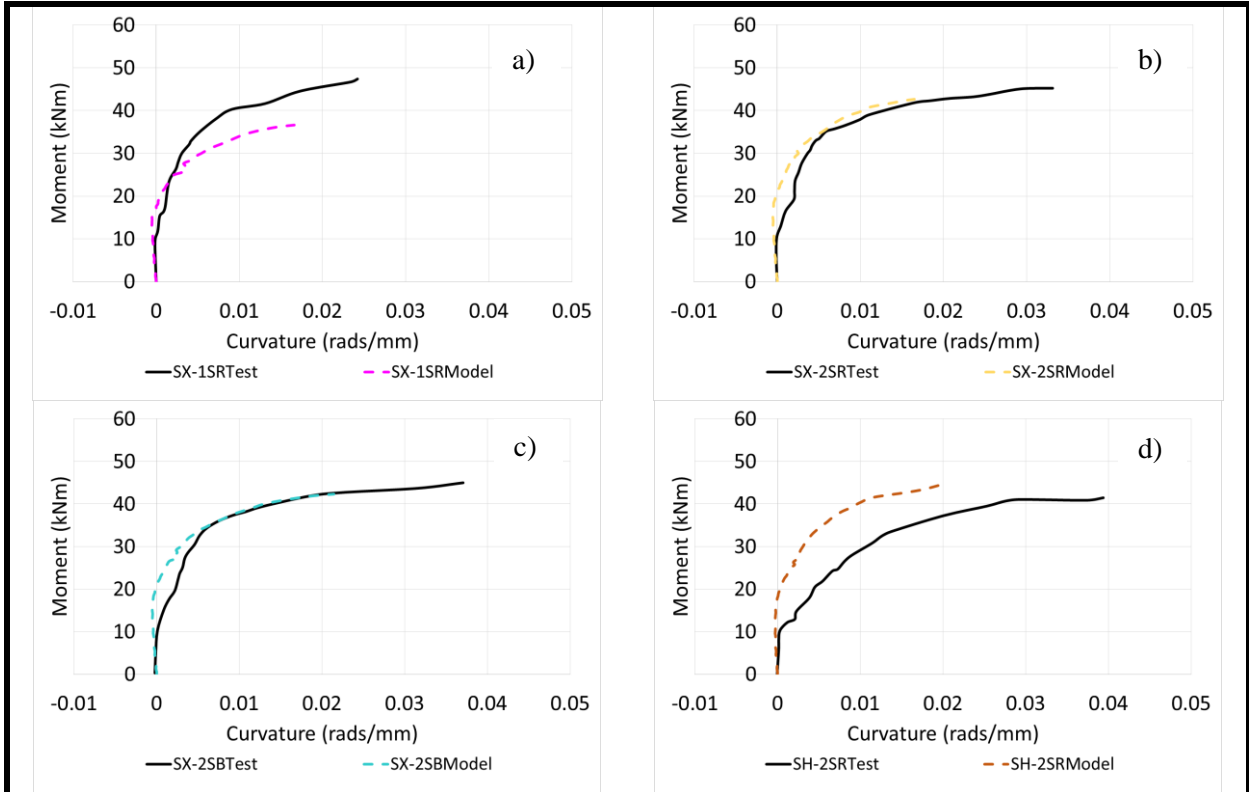 a)
60
50
40
30
20
10
0
Moment (kNm)
-0.01 0 0.01 0.02 0.03 0.04 0.05
Curvature (rads/mm)
SX-1SRTest SX-1SRModel
b)
60
50
40
30
20
10
0
Moment (kNm)
-0.01 0 0.01 0.02 0.03 0.04 0.05
Curvature (rads/mm)
SX-2SRTest SX-2SRModel
c)
60
50
40
30
20
10
0
Moment (kNm)
-0.01 0 0.01 0.02 0.03 0.04 0.05
Curvature (rads/mm)
SX-2SBTest SX-2SBModel
d)
60
50
40
30
20
10
0
Moment (kNm)
-0.01 0 0.01 0.02 0.03 0.04 0.05
Curvature (rads/mm)
SH-2SRTest SH-2SRModel